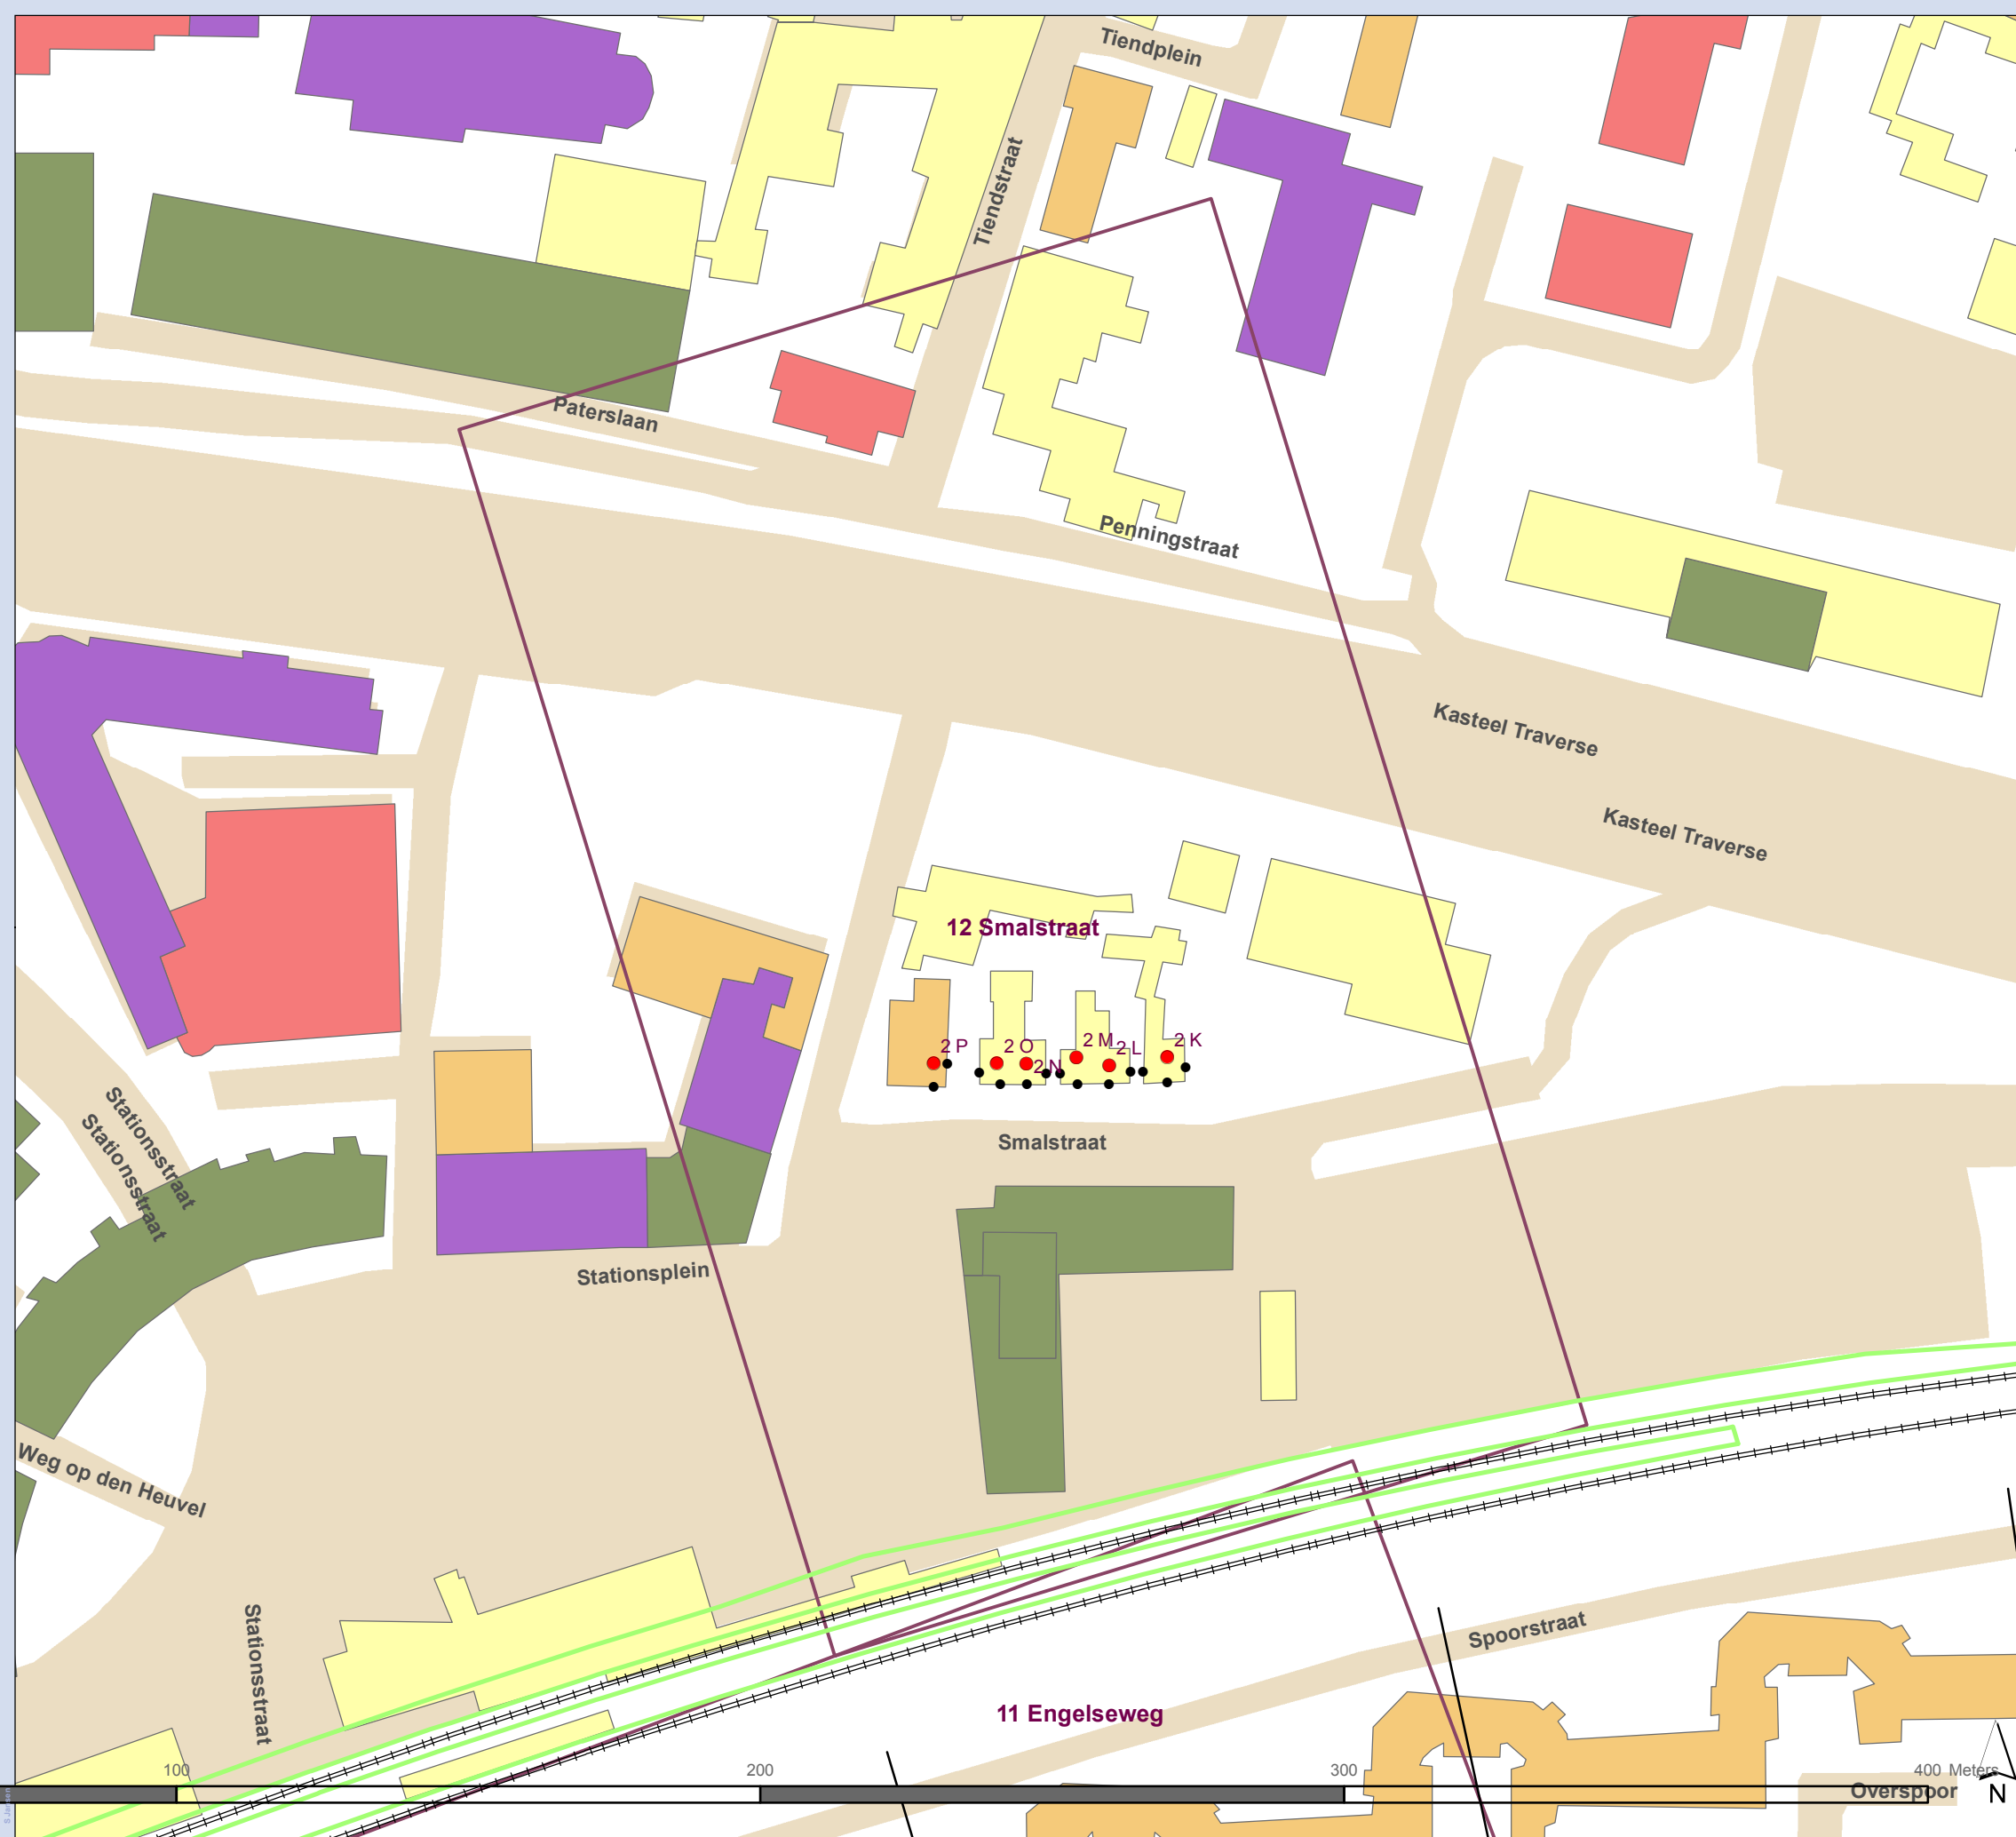 Tiendplein
Tiendstraat
Paterslaan
Penningstraat
Kasteel Traverse
Kasteel Traverse
12 Smalstraat
2 P
2 O
2 N
2 M
2 L
2 K
Smalstraat
Stationsstraat
Stationsstraat
Stationsplein
Weg op den Heuvel
Stationsstraat
Spoorstraat
11 Engelseweg
Overspoor
100
200
300
400 Meters
N